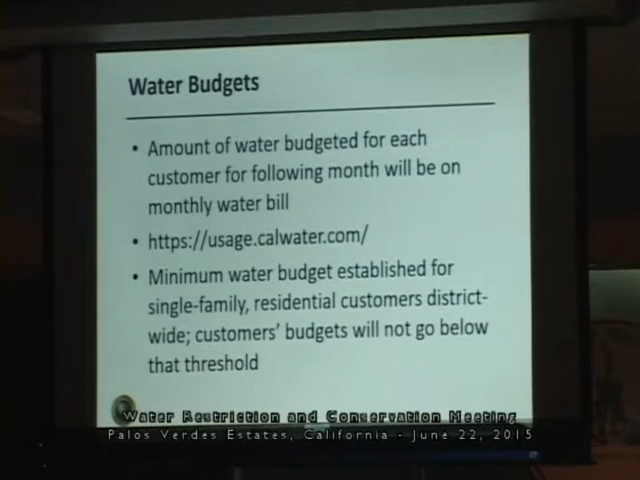 Water Budgets
• Amount of water budgeted for each
customer for following month will be on
monthly water bill
• https://usage.calwater.com/
• Minimum water budget established for
single-family, residential customers district-
wide; customers' budgets will not go below
that threshold
Water Restriction and Conservation Meeting
Palos Verdes Estates, California - June 22, 2015